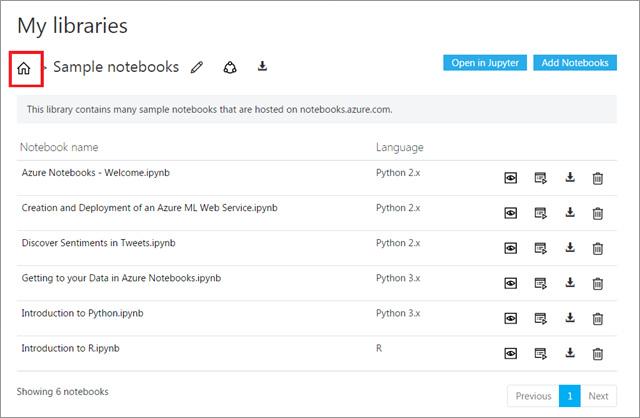 My libraries
> Sample notebooks
Open in Jupyter Add Notebooks
This library contains many sample notebooks that are hosted on notebooks.azure.com.
Notebook name Language
Azure Notebooks - Welcome.ipynb Python 2.x
Creation and Deployment of an Azure ML Web Service.ipynb Python 2.x
Discover Sentiments in Tweets.ipynb Python 2.x
Getting to your Data in Azure Notebooks.ipynb Python 3.x
Introduction to Python.ipynb Python 3.x
Introduction to R.ipynb R
Showing 6 notebooks Previous 1 Next